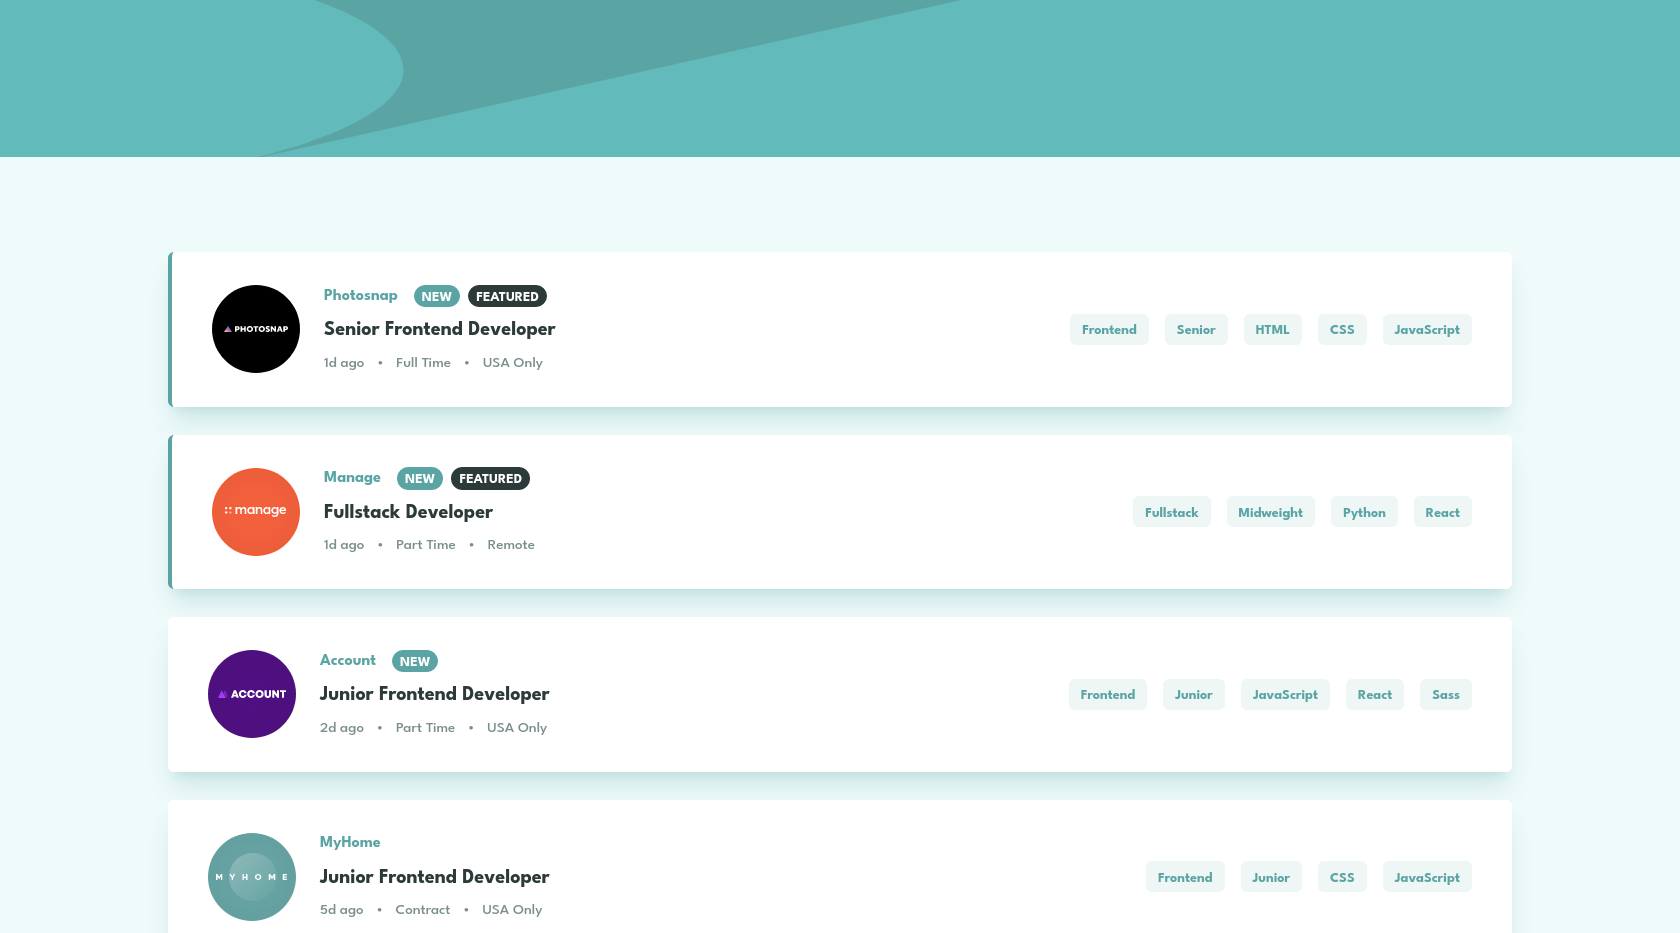 PHOTOSNAP
Photosnap NEW FEATURED
Senior Frontend Developer
1d ago • Full Time • USA Only
Frontend Senior HTML CSS JavaScript
:: manage
Manage NEW FEATURED
Fullstack Developer
1d ago • Part Time • Remote
Fullstack Midweight Python React
ACCOUNT
Account NEW
Junior Frontend Developer
2d ago • Part Time • USA Only
Frontend Junior JavaScript React Sass
MYHOME
MyHome
Junior Frontend Developer
5d ago • Contract • USA Only
Frontend Junior CSS JavaScript